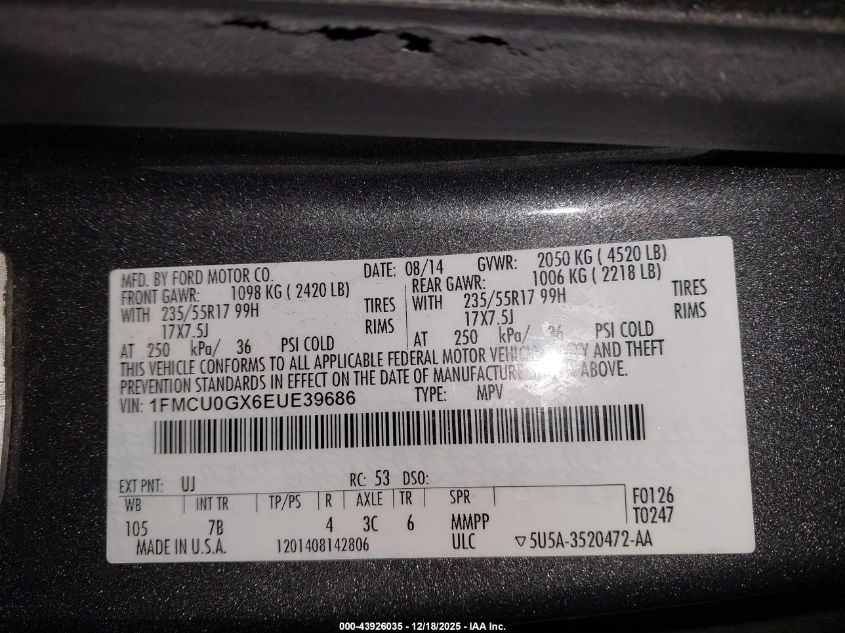 MFD. BY FORD MOTOR CO. DATE: 08/14 GVWR: 2050 KG ( 4520 LB)
FRONT GAWR: 1098 KG ( 2420 LB) REAR GAWR: 1006 KG ( 2218 LB)
WITH 235/55R17 99H TIRES WITH 235/55R17 99H TIRES
17X7.5J RIMS 17X7.5J RIMS
AT 250 kPa/ 36 PSI COLD AT 250 kPa/ 36 PSI COLD
THIS VEHICLE CONFORMS TO ALL APPLICABLE FEDERAL MOTOR VEHICLE AND THEFT
PREVENTION STANDARDS IN EFFECT ON THE DATE OF MANUFACTURE ABOVE.
VIN: 1FMCU0GX6EUE39686 TYPE: MPV
EXT PNT: UJ RC: 53 DSO:
WB INT TR TP/PS R AXLE TR SPR F0126
105 7B 4 3C 6 MMPP T0247
MADE IN U.S.A. 1201408142806 ULC ▽5U5A-3520472-AA
000-43926035 - 12/18/2025 - IAA Inc.